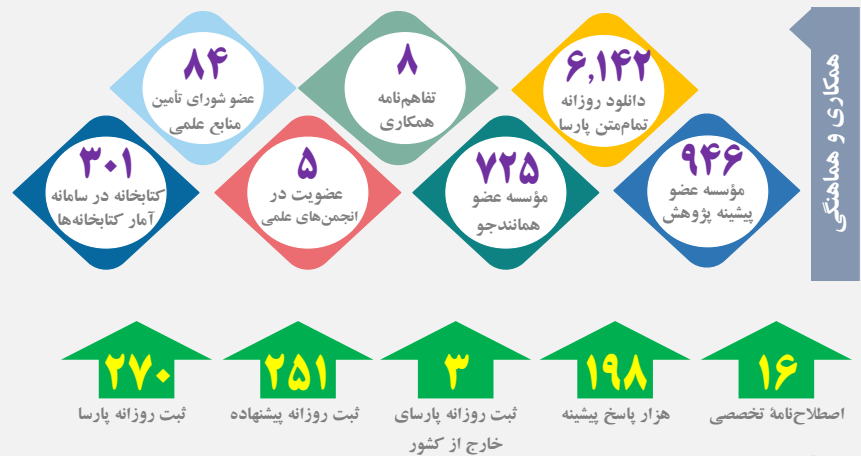 همکاری و هماهنگی
۶,۱۴۲
دانلود روزانه
تمام‌متن پارسا
۸
تفاهم‌نامه
همکاری
۸۴
عضو شورای تأمین
منابع علمی
۹۴۶
مؤسسه عضو
پیشینه پژوهش
۷۲۵
مؤسسه عضو
همانندجو
۵
عضویت در
انجمن‌های علمی
۳۰۱
کتابخانه در سامانه
آمار کتابخانه‌ها
۱۶
اصطلاح‌نامۀ تخصصی
۱۹۸
هزار پاسخ پیشینه
۳
ثبت روزانه پارسای
خارج از کشور
۲۵۱
ثبت روزانه پیشنهاده
۲۷۰
ثبت روزانه پارسا